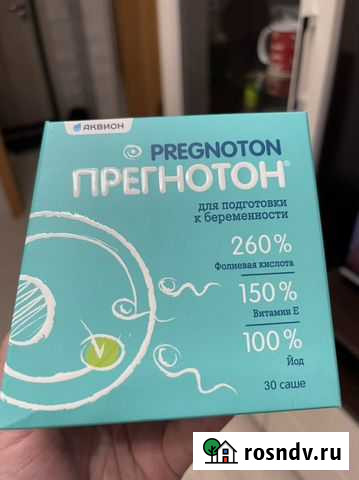 АКВИОН
PREGNOTON
ПРЕГНОТОН®
для подготовки
к беременности
260%
Фолиевая кислота
150%
Витамин Е
100%
Йод
30 саше
rosndv.ru